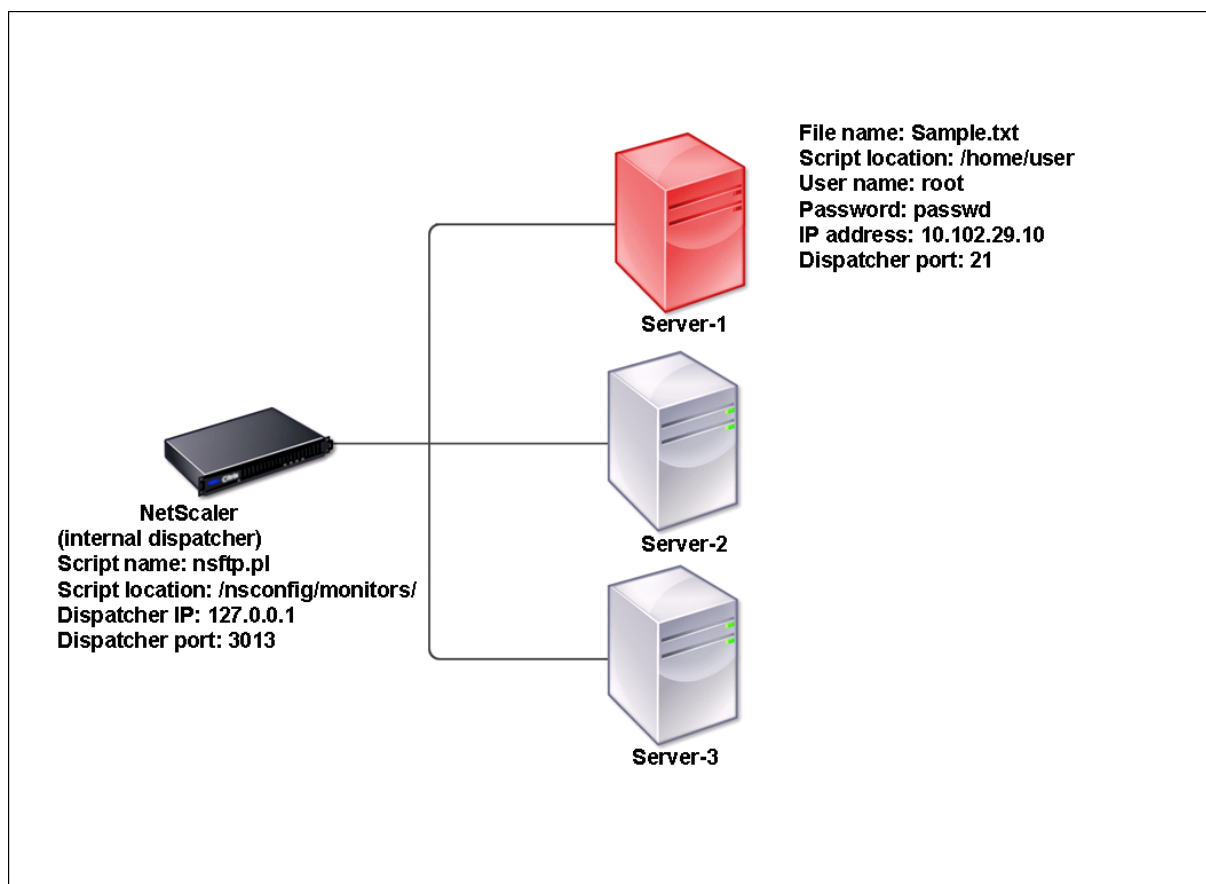 File name: Sample.txt
Script location: /home/user
User name: root
Password: passwd
IP address: 10.102.29.10
Dispatcher port: 21
Server-1
Server-2
Server-3
Citrix
NetScaler
(internal dispatcher)
Script name: nsftp.pl
Script location: /nsconfig/monitors/
Dispatcher IP: 127.0.0.1
Dispatcher port: 3013